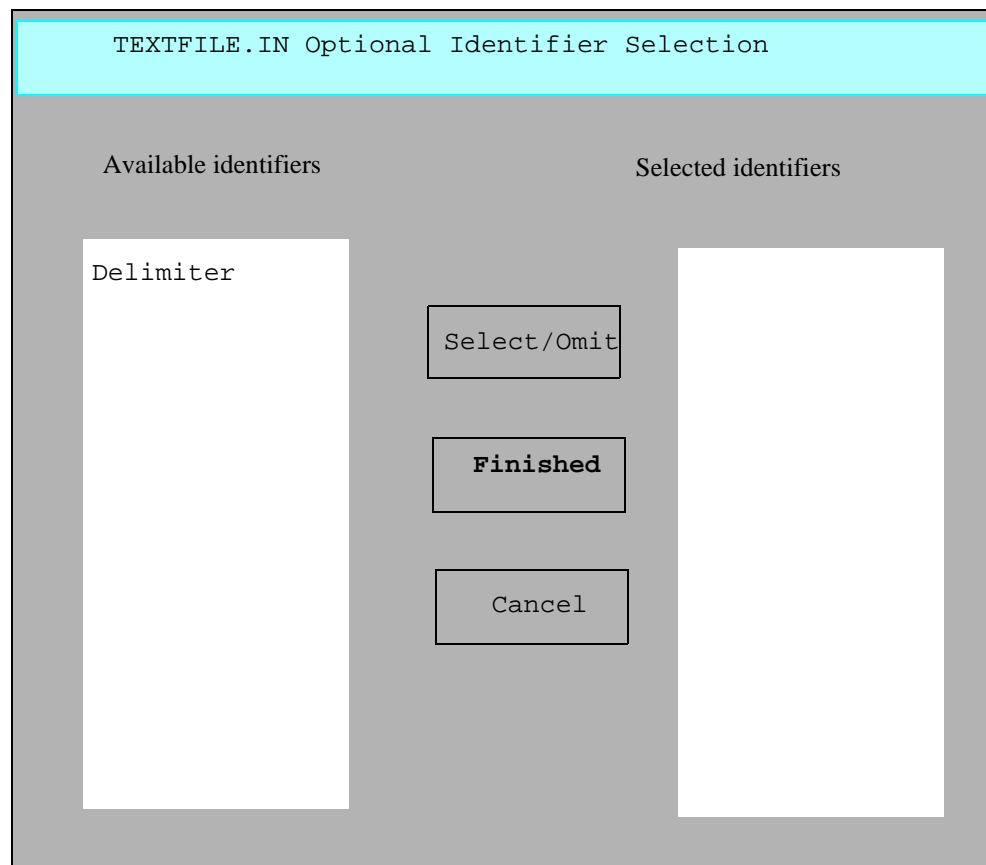 TEXTFILE.IN Optional Identifier Selection
Available identifiers
Selected identifiers
Delimiter
Select/Omit
Finished
Cancel